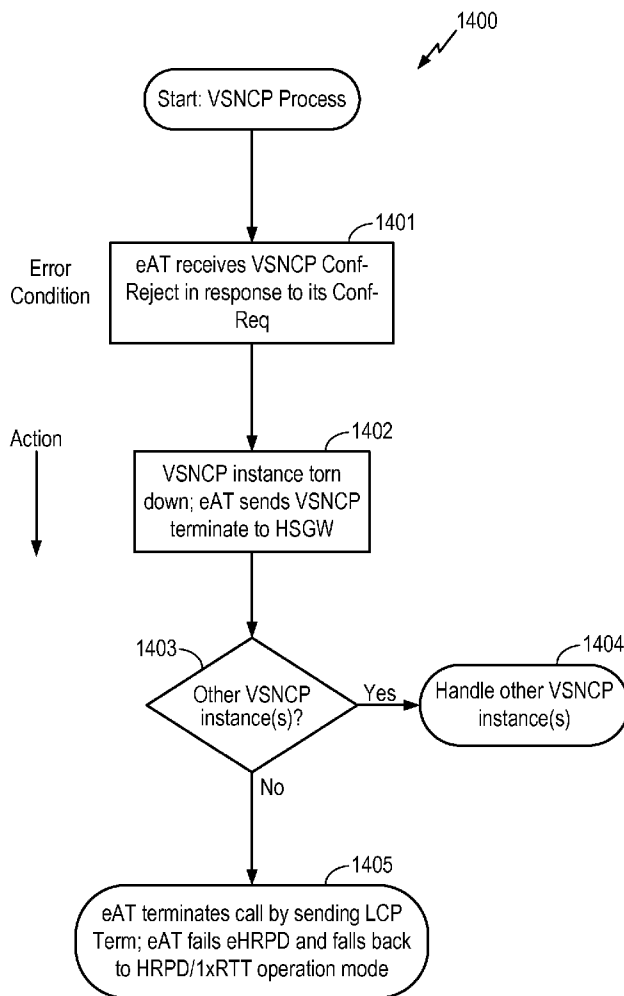 1400
Start: VSNCP Process
1401
Error
Condition
eAT receives VSNCP Conf-
Reject in response to its Conf-
Req
Action
1402
VSNCP instance torn
down; eAT sends VSNCP
terminate to HSGW
1403
Other VSNCP
instance(s)?
Yes
1404
Handle other VSNCP
instance(s)
No
1405
eAT terminates call by sending LCP
Term; eAT fails eHRPD and falls back
to HRPD/1xRTT operation mode